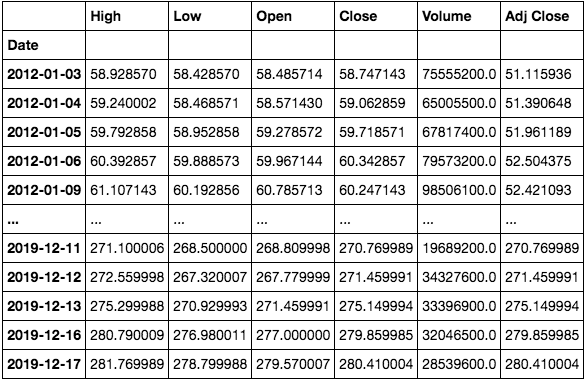 High Low Open Close Volume Adj Close
Date
2012-01-03 58.928570 58.428570 58.485714 58.747143 75555200.0 51.115936
2012-01-04 59.240002 58.468571 58.571430 59.062859 65005500.0 51.390648
2012-01-05 59.792858 58.952858 59.278572 59.718571 67817400.0 51.961189
2012-01-06 60.392857 59.888573 59.967144 60.342857 79573200.0 52.504375
2012-01-09 61.107143 60.192856 60.785713 60.247143 98506100.0 52.421093
... ... ... ... ... ... ...
2019-12-11 271.100006 268.500000 268.809998 270.769989 19689200.0 270.769989
2019-12-12 272.559998 267.320007 267.779999 271.459991 34327600.0 271.459991
2019-12-13 275.299988 270.929993 271.459991 275.149994 33396900.0 275.149994
2019-12-16 280.790009 276.980011 277.000000 279.859985 32046500.0 279.859985
2019-12-17 281.769989 278.799988 279.570007 280.410004 28539600.0 280.410004